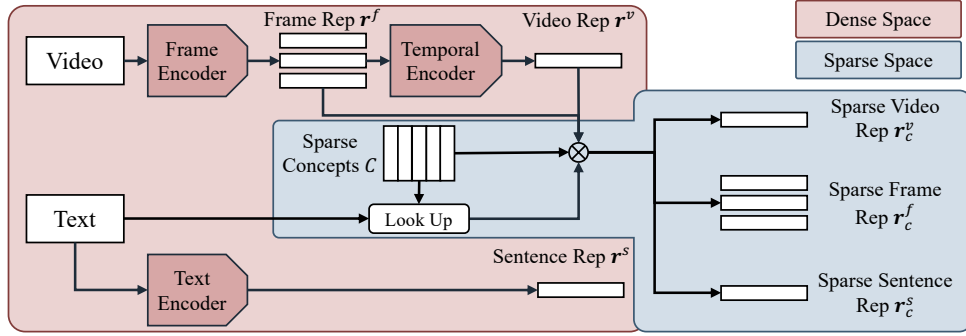 Frame Rep r^f
Video Rep r^v
Dense Space
Sparse Space
Video
Frame
Encoder
Temporal
Encoder
Sparse
Concepts C
Sparse Video
Rep r_c^v
Text
Look Up
Sparse Frame
Rep r_c^f
Sentence Rep r^s
Text
Encoder
Sparse Sentence
Rep r_c^s